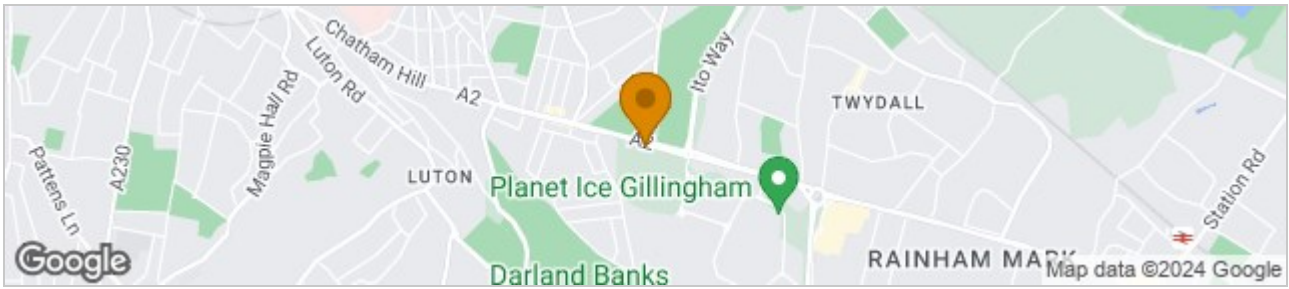 Chatham Hill
Luton Rd
A2
Ito Way
TWYDALL
Magpie Hall Rd
A2
A230
Pattens Ln
LUTON
Planet Ice Gillingham
Station Rd
RAINHAM MARK
Darland Banks
Google
Map data ©2024 Google